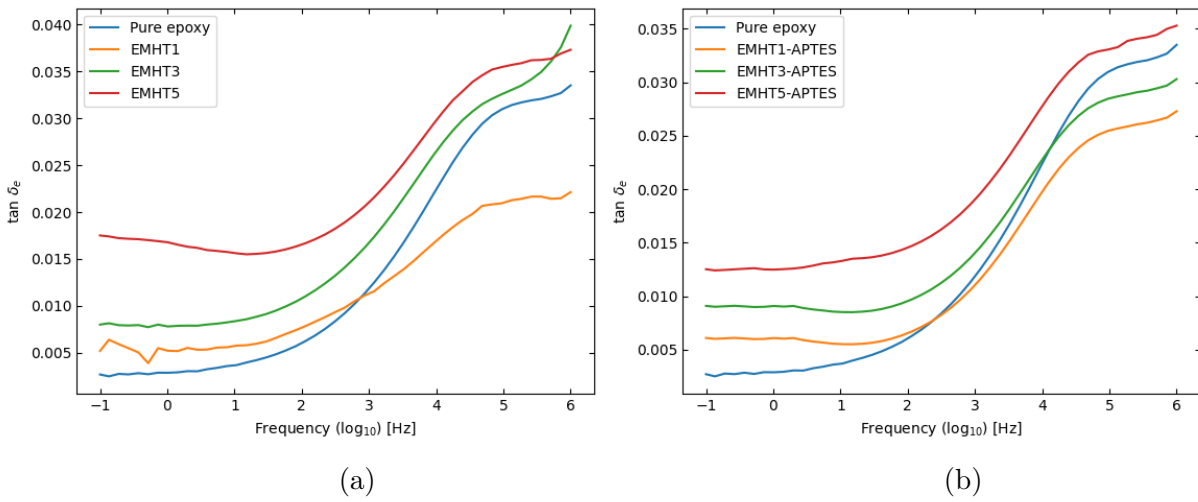 Pure epoxy
EMHT1
EMHT3
EMHT5
0.040
0.035
0.030
0.025
0.020
0.015
0.010
0.005
tan δₑ
−1 0 1 2 3 4 5 6
Frequency (log₁₀) [Hz]
(a)
Pure epoxy
EMHT1-APTES
EMHT3-APTES
EMHT5-APTES
0.035
0.030
0.025
0.020
0.015
0.010
0.005
tan δₑ
−1 0 1 2 3 4 5 6
Frequency (log₁₀) [Hz]
(b)